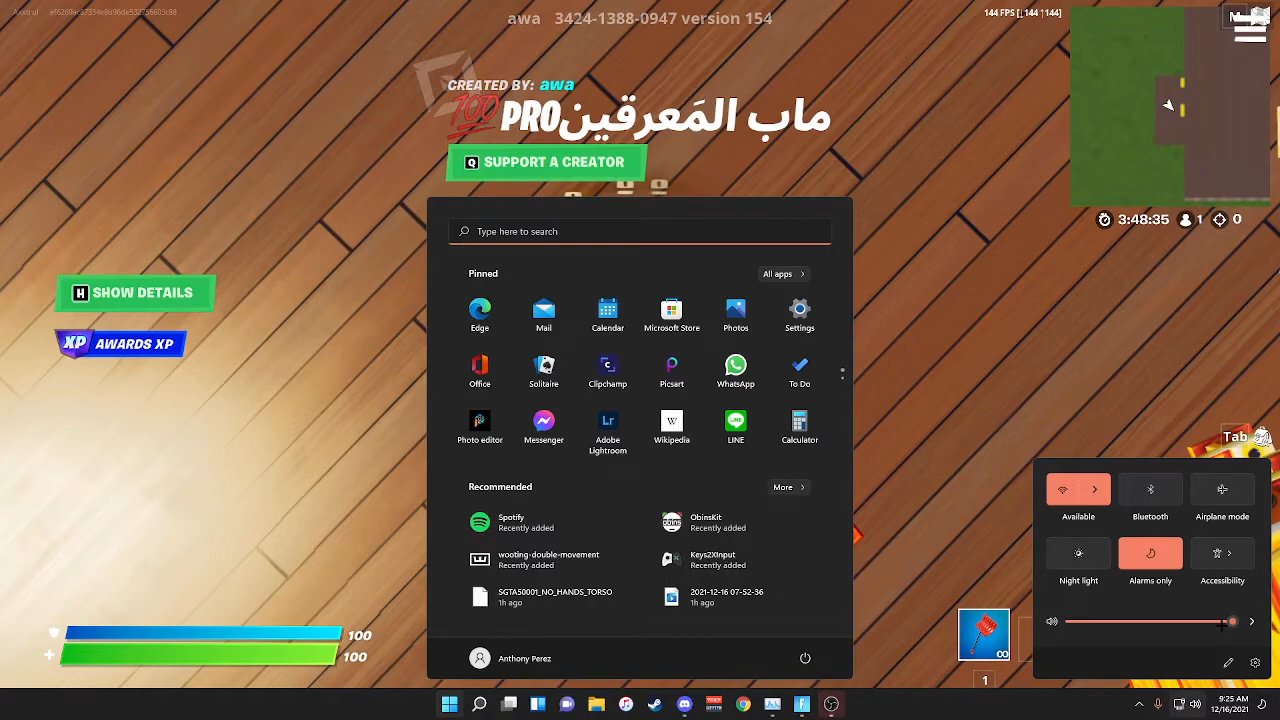 Axxtrul ef6269ac87334e8b96de532756603c88
awa 3424-1388-0947 version 154
144 FPS [↓144 ↑144]
M
CREATED BY: awa
100 PRO ماب المَعرقين
Q SUPPORT A CREATOR
3:48:35 1 0
Type here to search
Pinned
All apps
H SHOW DETAILS
XP AWARDS XP
Edge
Mail
Calendar
Microsoft Store
Photos
Settings
Office
Solitaire
Clipchamp
Picsart
WhatsApp
To Do
Photo editor
Messenger
Adobe
Lightroom
Wikipedia
LINE
Calculator
Tab
Recommended
More
Spotify
Recently added
ObinsKit
Recently added
wooting-double-movement
Recently added
Keys2XInput
Recently added
SGTAS0001_NO_HANDS_TORSO
1h ago
2021-12-16 07-52-36
1h ago
Available
Bluetooth
Airplane mode
Night light
Alarms only
Accessibility
100
100
Anthony Perez
1
9:25 AM
12/16/2021